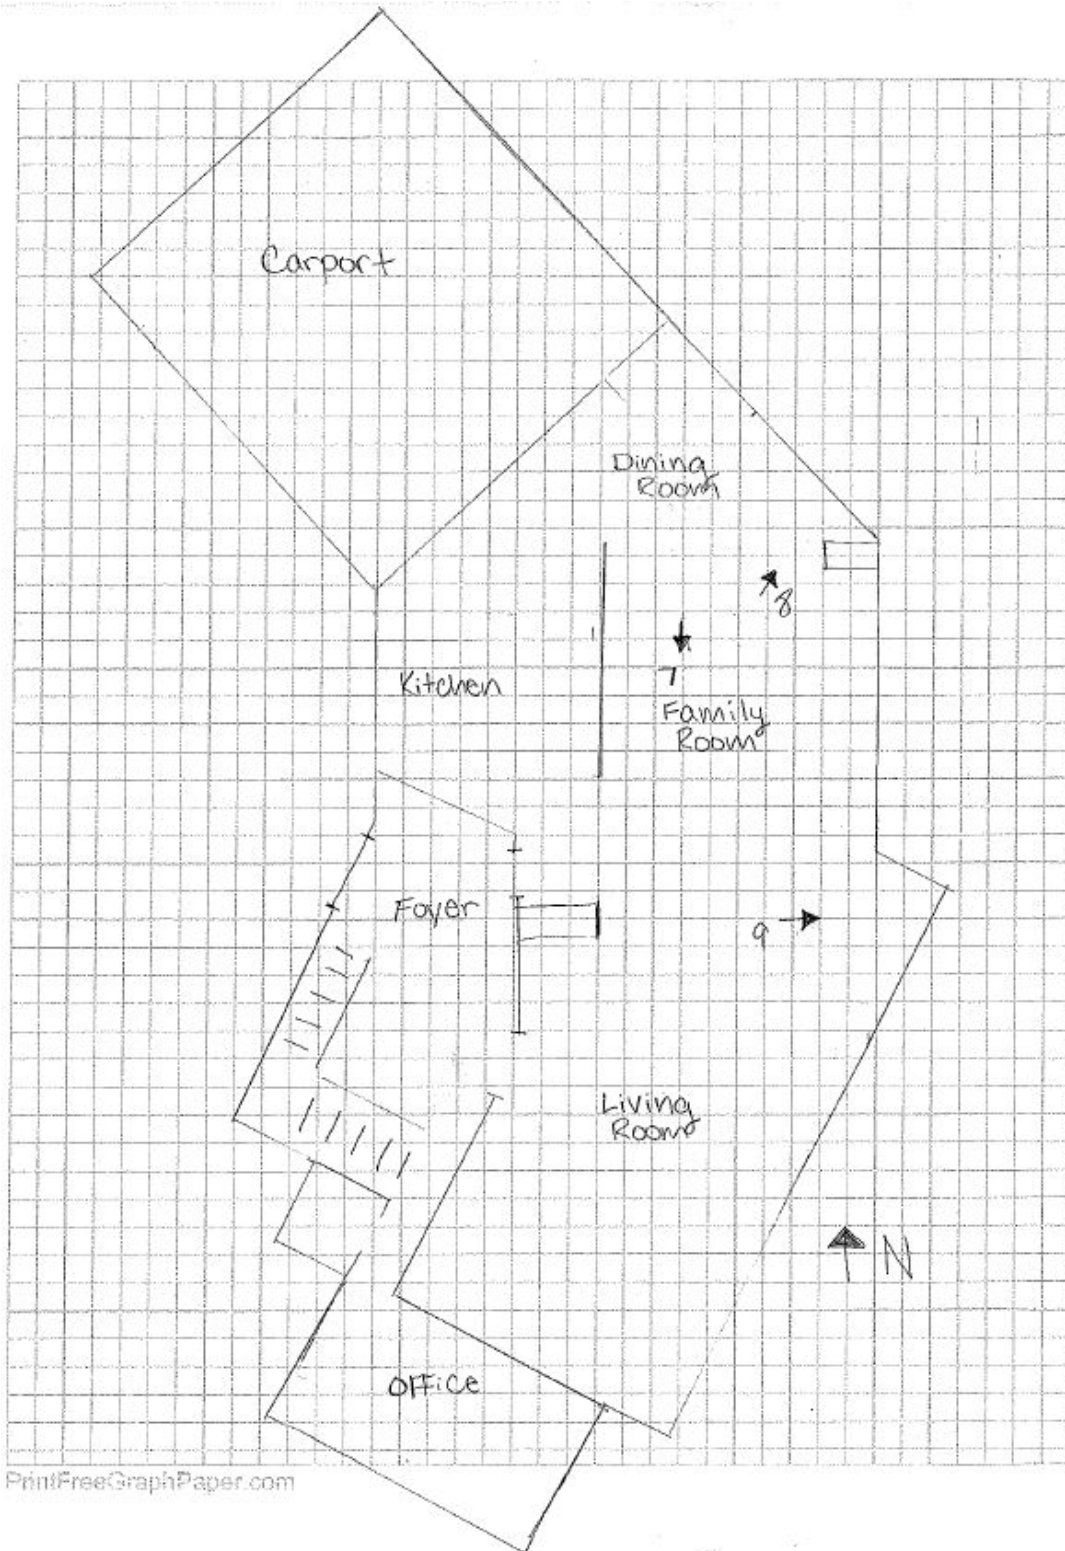 Carport
Dining
Room
8
7
Kitchen
Family
Room
Foyer
9
Living
Room
N
OFFiCE
PrintFreeGraphPaper.com